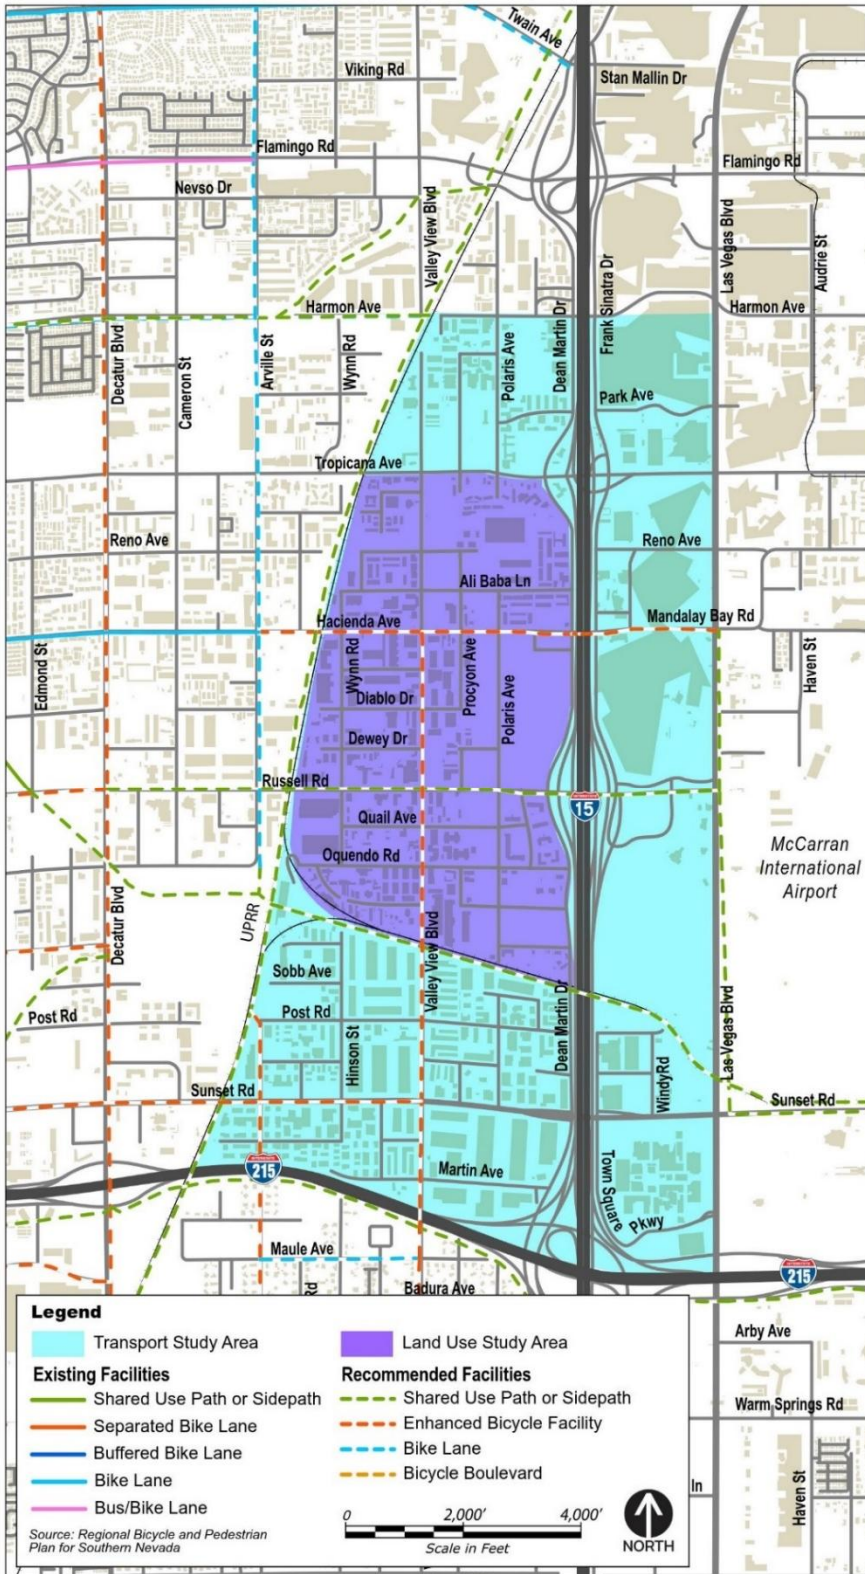 Twain Ave
Viking Rd
Stan Mallin Dr
Flamingo Rd
Flamingo Rd
Nevso Dr
Valley View Blvd
Frank Sinatra Dr
Las Vegas Blvd
Audrie St
Harmon Ave
Harmon Ave
Decatur Blvd
Cameron St
Arville St
Wynn Rd
Polaris Ave
Dean Martin Dr
Park Ave
Tropicana Ave
Reno Ave
Reno Ave
Ali Baba Ln
Hacienda Ave
Mandalay Bay Rd
Edmond St
Wynn Rd
Procyon Ave
Polaris Ave
Haven St
Diablo Dr
Dewey Dr
Russell Rd
INTERSTATE
15
Quail Ave
Oquendo Rd
McCarran
International
Airport
Decatur Blvd
UPRR
Valley View Blvd
Sobb Ave
Post Rd
Post Rd
Hinson St
Dean Martin Dr
WindyRd
Las Vegas Blvd
Sunset Rd
Sunset Rd
INTERSTATE
215
Martin Ave
Town Square
Pkwy
Maule Ave
INTERSTATE
215
Rd
Badura Ave
Arby Ave
Warm Springs Rd
Haven St
ln
Legend
Transport Study Area
Land Use Study Area
Existing Facilities
Recommended Facilities
Shared Use Path or Sidepath
Shared Use Path or Sidepath
Separated Bike Lane
Enhanced Bicycle Facility
Buffered Bike Lane
Bike Lane
Bike Lane
Bicycle Boulevard
Bus/Bike Lane
Source: Regional Bicycle and Pedestrian
Plan for Southern Nevada
0 2,000' 4,000'
Scale in Feet
NORTH